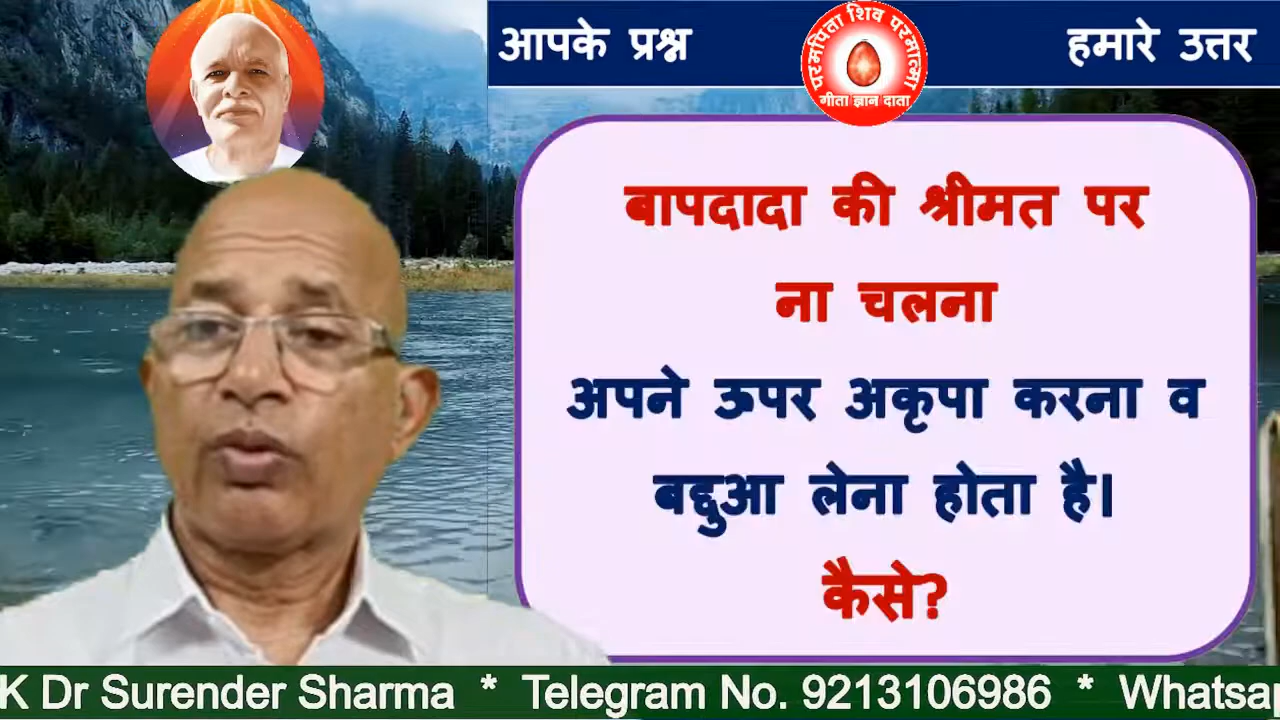 आपके प्रश्न
परमपिता शिव परमात्मा
गीता ज्ञान दाता
हमारे उत्तर
बापदादा की श्रीमत पर
ना चलना
अपने ऊपर अकृपा करना व
बद्दुआ लेना होता है।
कैसे?
K Dr Surender Sharma * Telegram No. 9213106986 * Whatsap